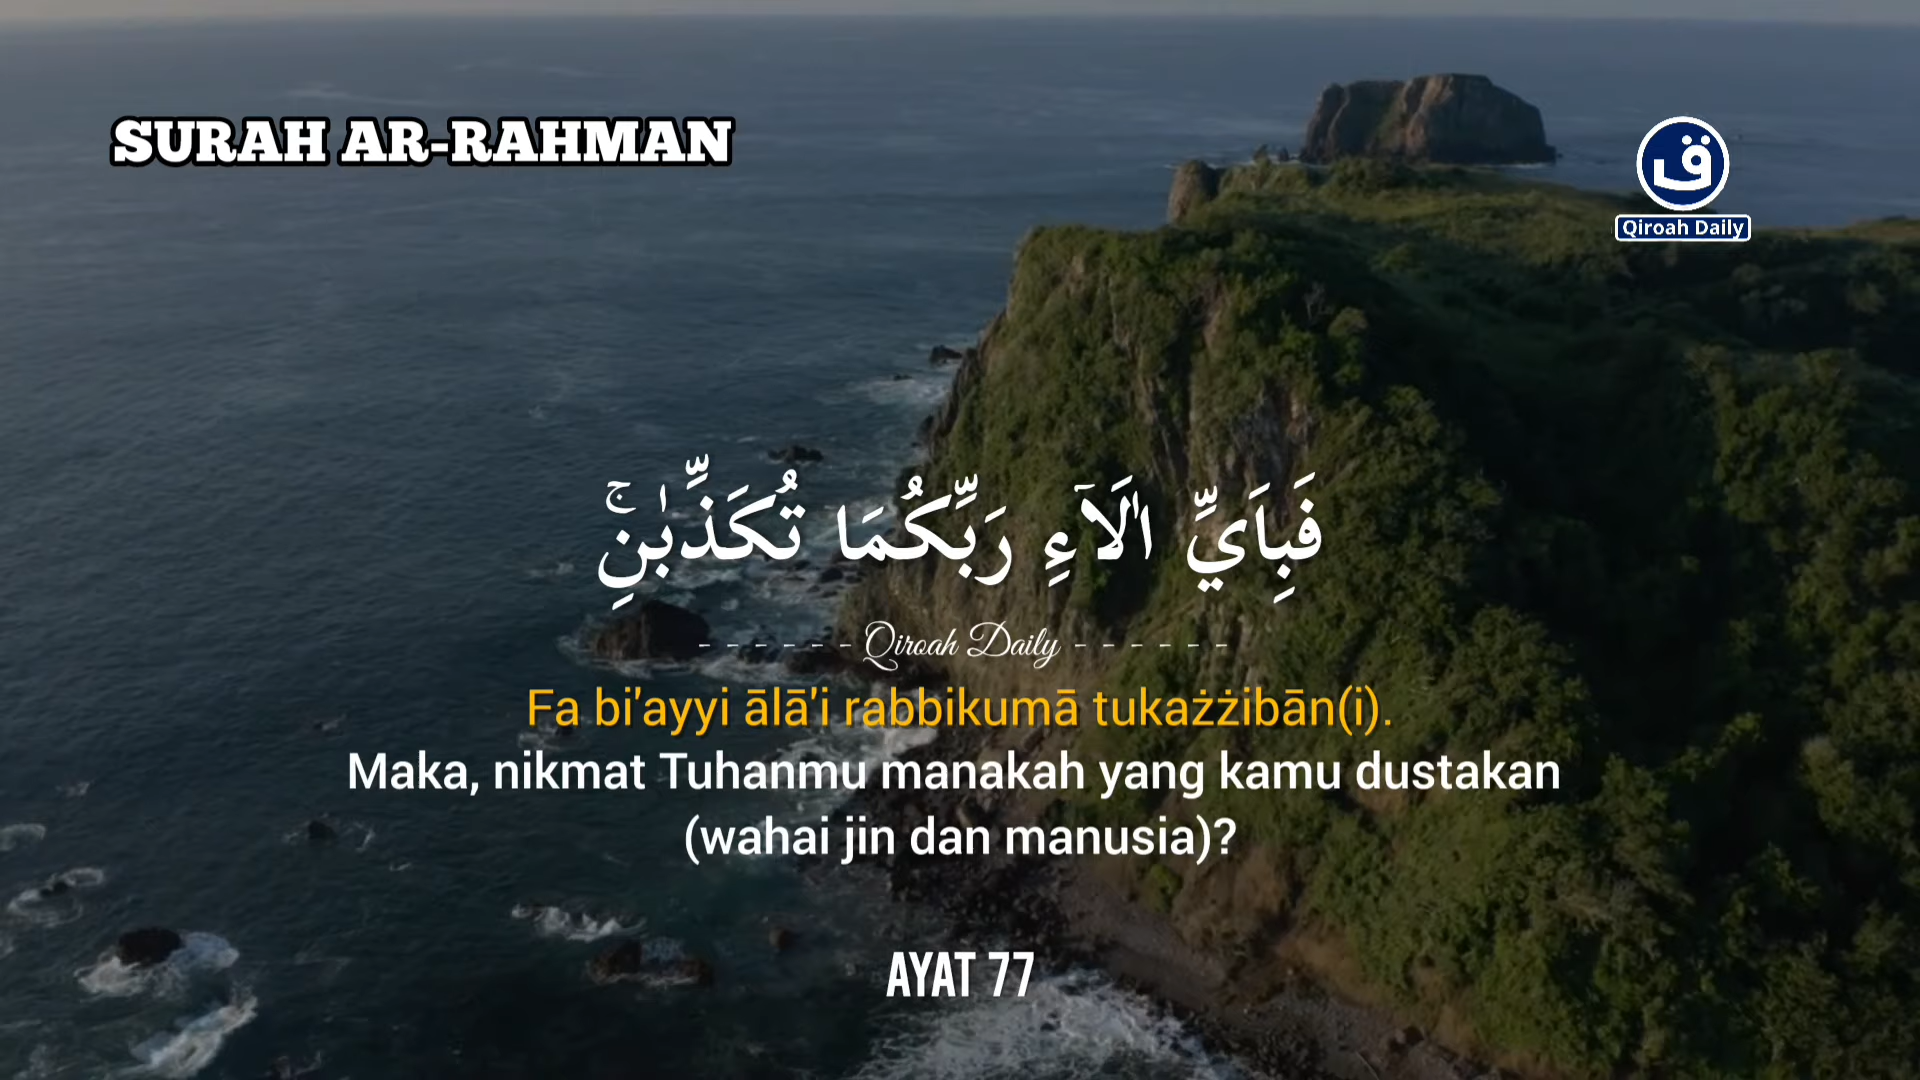 SURAH AR-RAHMAN
ق
Qiroah Daily
فَبِاَيِّ اٰلَاۤءِ رَبِّكُمَا تُكَذِّبٰنِۚ
Qiroah Daily
Fa bi'ayyi ālā'i rabbikumā tukażżibān(i).
Maka, nikmat Tuhanmu manakah yang kamu dustakan
(wahai jin dan manusia)?
AYAT 77